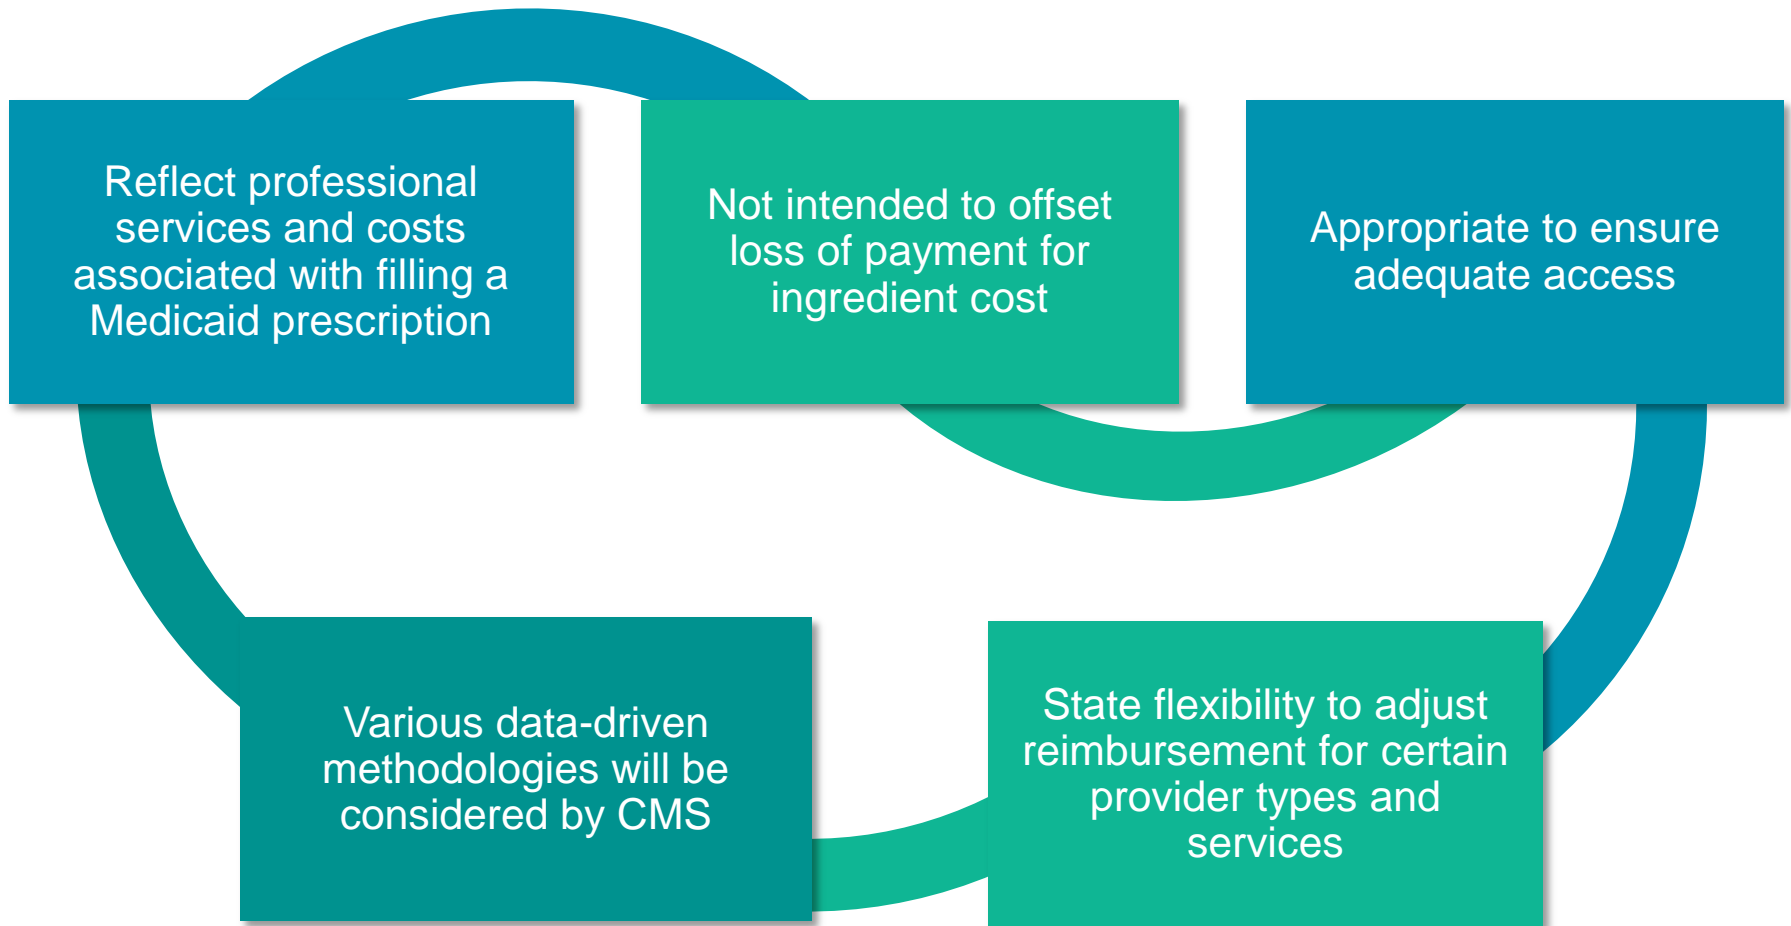 Reflect professional
services and costs
associated with filling a
Medicaid prescription
Not intended to offset
loss of payment for
ingredient cost
Appropriate to ensure
adequate access
Various data-driven
methodologies will be
considered by CMS
State flexibility to adjust
reimbursement for certain
provider types and
services